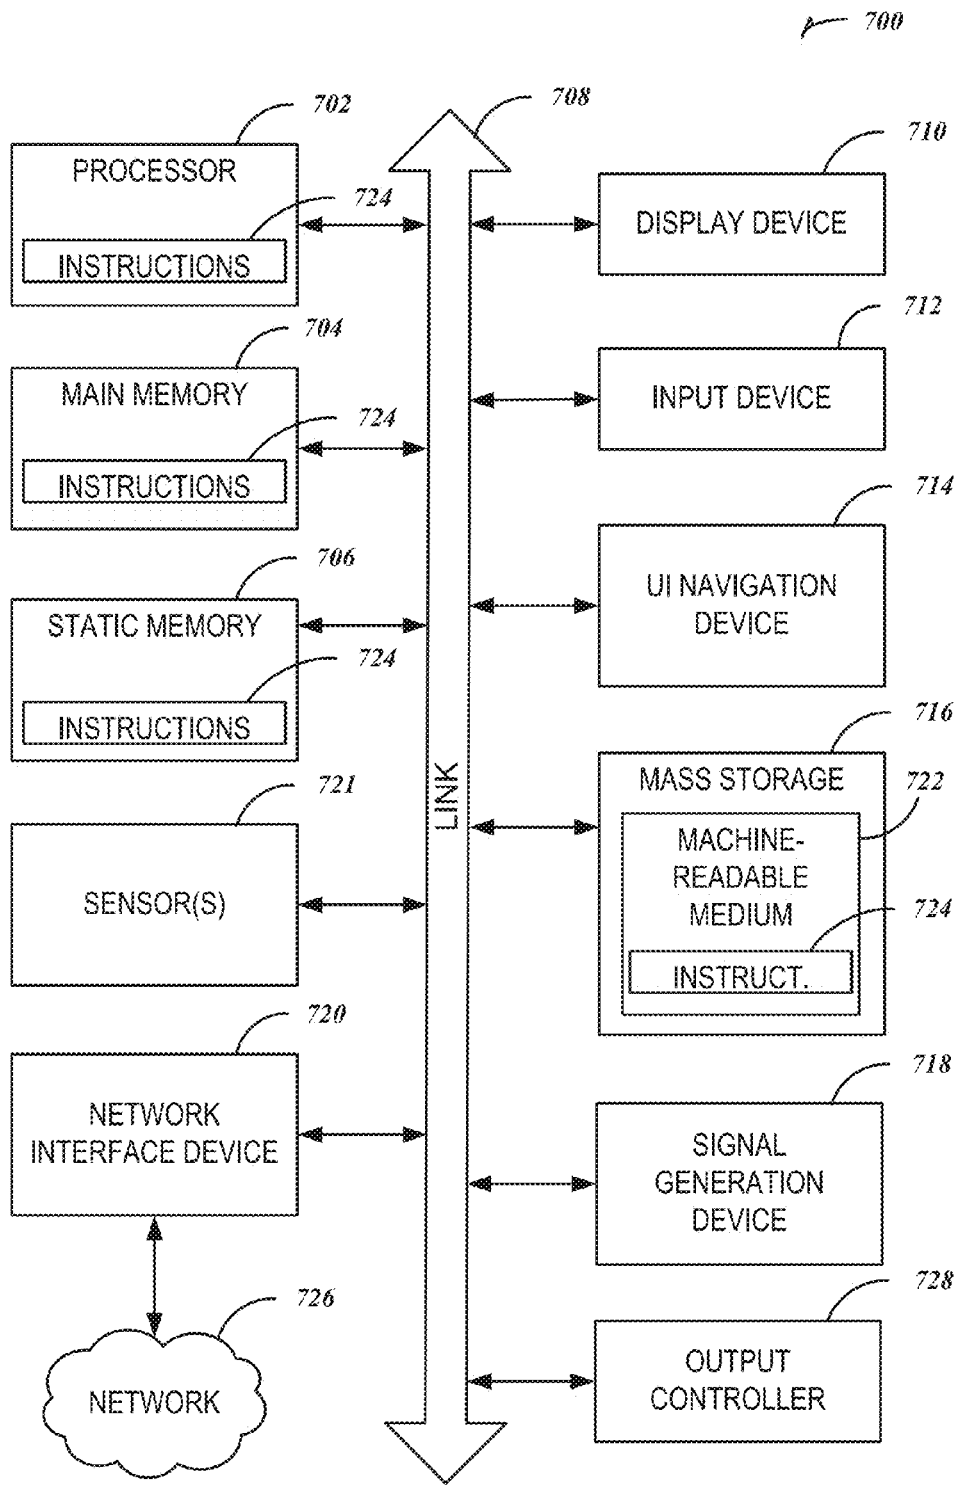 700
702
PROCESSOR
724
INSTRUCTIONS
704
MAIN MEMORY
724
INSTRUCTIONS
706
STATIC MEMORY
724
INSTRUCTIONS
721
SENSOR(S)
720
NETWORK
INTERFACE DEVICE
726
NETWORK
708
LINK
710
DISPLAY DEVICE
712
INPUT DEVICE
714
UI NAVIGATION
DEVICE
716
MASS STORAGE
722
MACHINE-
READABLE
MEDIUM
724
INSTRUCT.
718
SIGNAL
GENERATION
DEVICE
728
OUTPUT
CONTROLLER